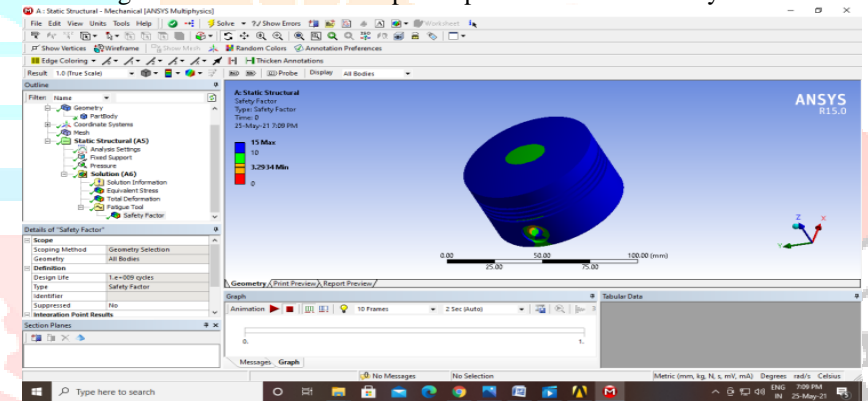 A : Static Structural - Mechanical [ANSYS Multiphysics]
File Edit View Units Tools Help Solve ?/ Show Errors Worksheet
Show Vertices Wireframe Show Mesh Random Colors Annotation Preferences
Edge Coloring Thicken Annotations
Result 1.0 (True Scale) Probe Display All Bodies
Outline
Filter: Name
Geometry
PartBody
Coordinate Systems
Mesh
Static Structural (A5)
Analysis Settings
Fixed Support
Pressure
Solution (A6)
Solution Information
Equivalent Stress
Total Deformation
Fatigue Tool
Safety Factor
Details of "Safety Factor"
Scope
Scoping Method Geometry Selection
Geometry All Bodies
Definition
Design Life 1.e+009 cycles
Type Safety Factor
Identifier
Suppressed No
Integration Point Results
Section Planes
A: Static Structural
Safety Factor
Type: Safety Factor
Time: 0
25-May-21 7:09 PM
15 Max
10
3.2934 Min
0
ANSYS
R15.0
Z X
Y
0.00 50.00 100.00 (mm)
25.00 75.00
Geometry Print Preview Report Preview
Graph
Animation 10 Frames 2 Sec (Auto)
0. 1.
Messages Graph
Tabular Data
No Messages No Selection Metric (mm, kg, N, s, mV, mA) Degrees rad/s Celsius
Type here to search
ENG 7:09 PM
IN 25-May-21